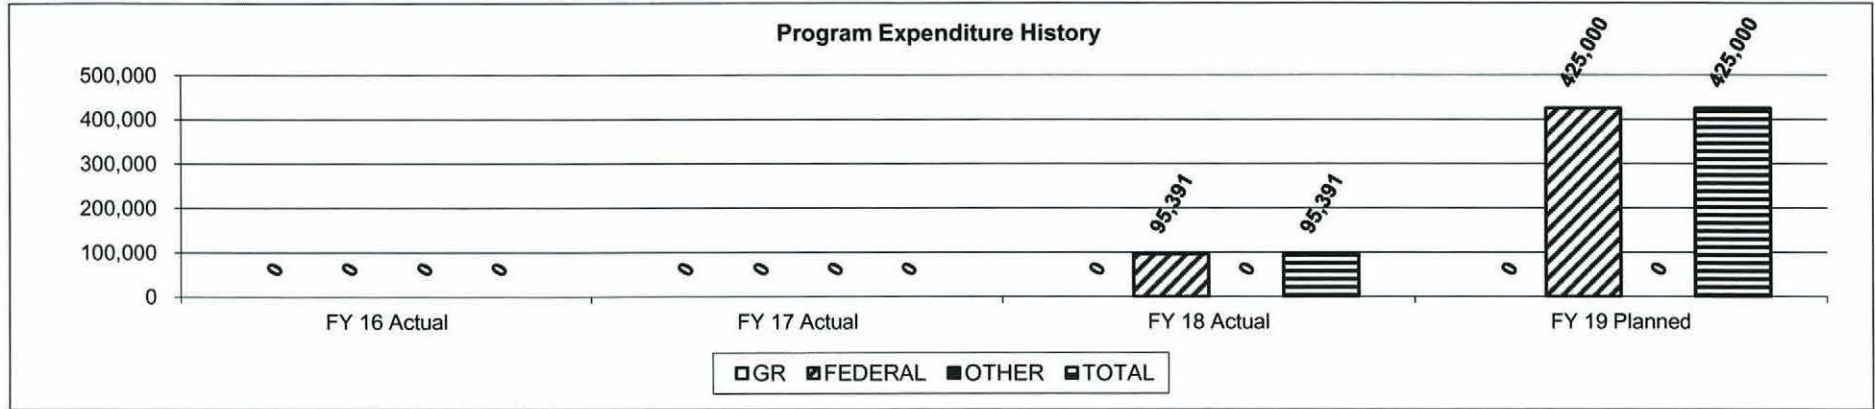 Program Expenditure History
425,000 425,000
500,000
400,000
300,000
200,000
100,000
0
95,391 95,391
0 0 0 0 0 0 0 0 0 0 0 0
FY 16 Actual FY 17 Actual FY 18 Actual FY 19 Planned
GR FEDERAL OTHER TOTAL